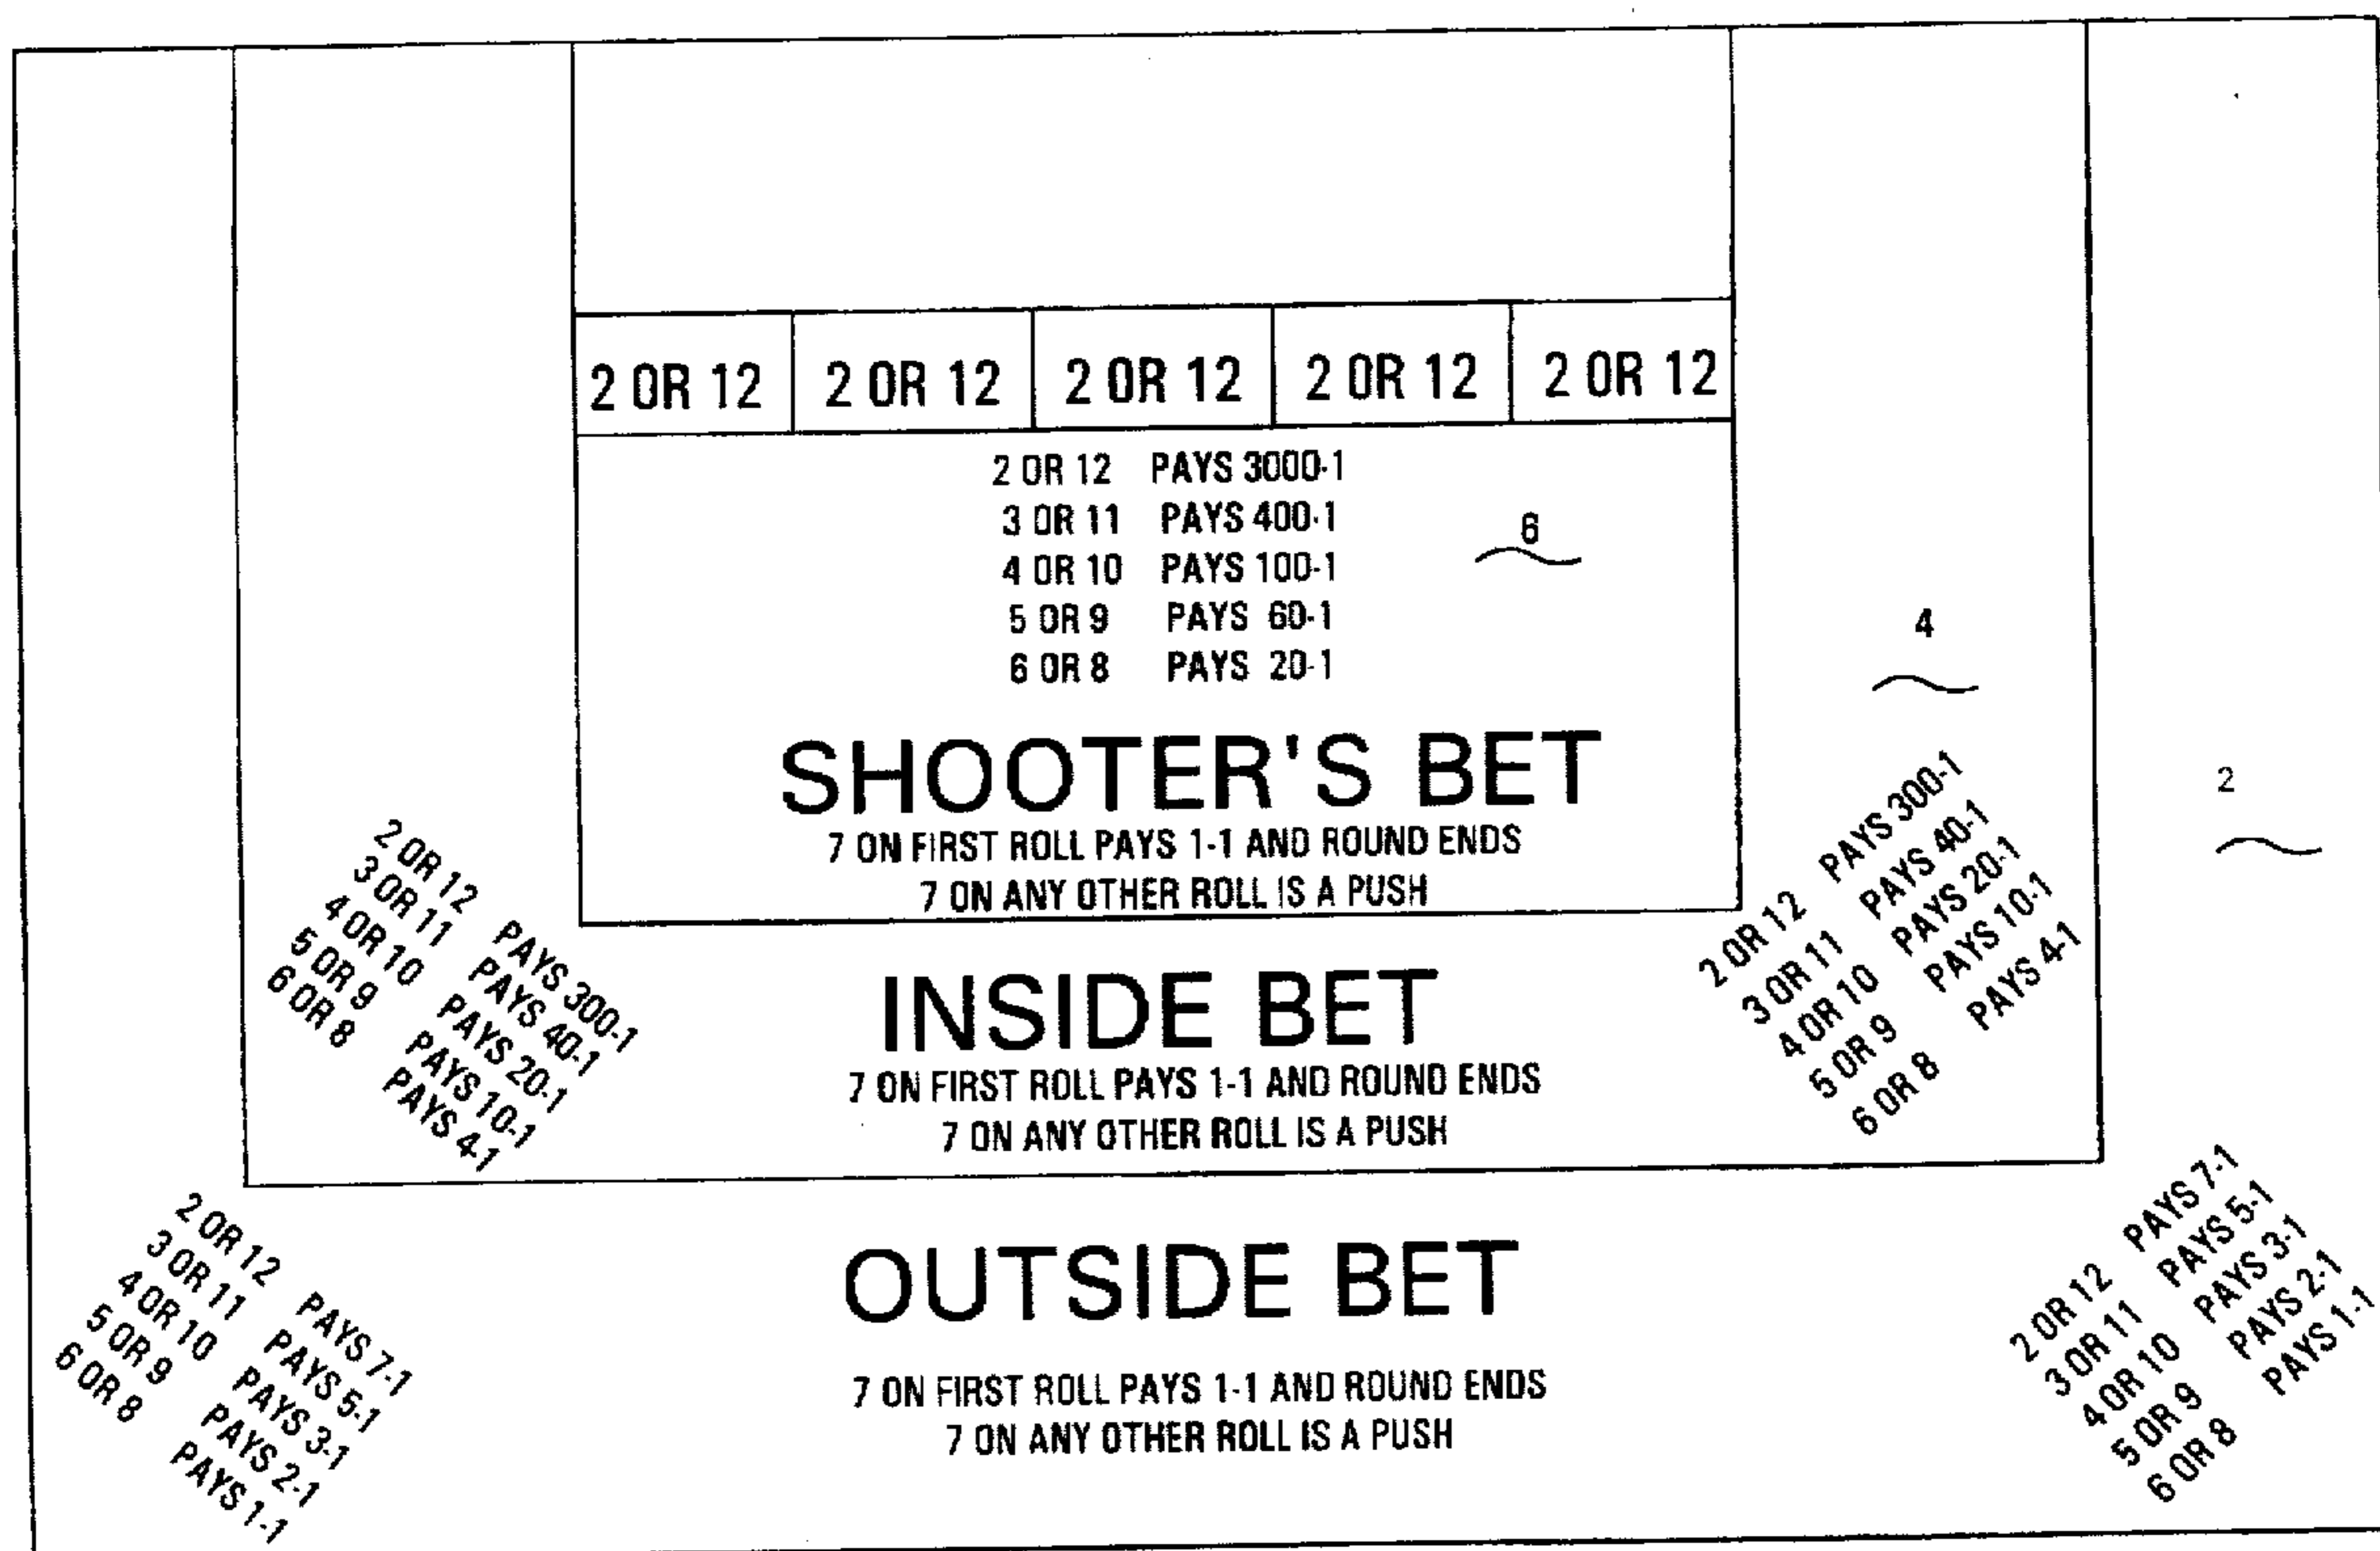 2 OR 12 2 OR 12 2 OR 12 2 OR 12 2 OR 12
2 OR 12 PAYS 3000-1
3 OR 11 PAYS 400-1
4 OR 10 PAYS 100-1
5 OR 9 PAYS 60-1
6 OR 8 PAYS 20-1
6
4
2
SHOOTER'S BET
7 ON FIRST ROLL PAYS 1-1 AND ROUND ENDS
7 ON ANY OTHER ROLL IS A PUSH
2 OR 12 PAYS 300-1
3 OR 11 PAYS 40-1
4 OR 10 PAYS 20-1
5 OR 9 PAYS 10-1
6 OR 8 PAYS 4-1
INSIDE BET
7 ON FIRST ROLL PAYS 1-1 AND ROUND ENDS
7 ON ANY OTHER ROLL IS A PUSH
2 OR 12 PAYS 300-1
3 OR 11 PAYS 40-1
4 OR 10 PAYS 20-1
5 OR 9 PAYS 10-1
6 OR 8 PAYS 4-1
2 OR 12 PAYS 7-1
3 OR 11 PAYS 5-1
4 OR 10 PAYS 3-1
5 OR 9 PAYS 2-1
6 OR 8 PAYS 1-1
OUTSIDE BET
7 ON FIRST ROLL PAYS 1-1 AND ROUND ENDS
7 ON ANY OTHER ROLL IS A PUSH
2 OR 12 PAYS 7-1
3 OR 11 PAYS 5-1
4 OR 10 PAYS 3-1
5 OR 9 PAYS 2-1
6 OR 8 PAYS 1-1